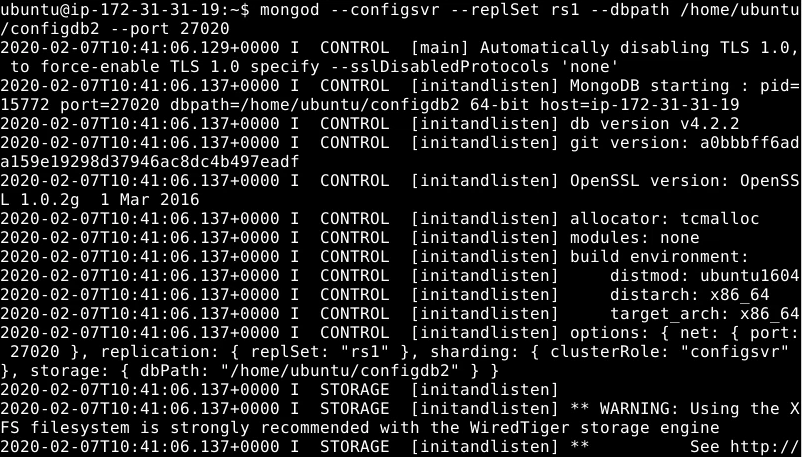 ubuntu@ip-172-31-31-19:~$ mongod --configsvr --replSet rs1 --dbpath /home/ubuntu
/configdb2 --port 27020
2020-02-07T10:41:06.129+0000 I  CONTROL  [main] Automatically disabling TLS 1.0,
 to force-enable TLS 1.0 specify --sslDisabledProtocols 'none'
2020-02-07T10:41:06.137+0000 I  CONTROL  [initandlisten] MongoDB starting : pid=
15772 port=27020 dbpath=/home/ubuntu/configdb2 64-bit host=ip-172-31-31-19
2020-02-07T10:41:06.137+0000 I  CONTROL  [initandlisten] db version v4.2.2
2020-02-07T10:41:06.137+0000 I  CONTROL  [initandlisten] git version: a0bbbff6ad
a159e19298d37946ac8dc4b497eadf
2020-02-07T10:41:06.137+0000 I  CONTROL  [initandlisten] OpenSSL version: OpenSS
L 1.0.2g  1 Mar 2016
2020-02-07T10:41:06.137+0000 I  CONTROL  [initandlisten] allocator: tcmalloc
2020-02-07T10:41:06.137+0000 I  CONTROL  [initandlisten] modules: none
2020-02-07T10:41:06.137+0000 I  CONTROL  [initandlisten] build environment:
2020-02-07T10:41:06.137+0000 I  CONTROL  [initandlisten]     distmod: ubuntu1604
2020-02-07T10:41:06.137+0000 I  CONTROL  [initandlisten]     distarch: x86_64
2020-02-07T10:41:06.137+0000 I  CONTROL  [initandlisten]     target_arch: x86_64
2020-02-07T10:41:06.137+0000 I  CONTROL  [initandlisten] options: { net: { port:
 27020 }, replication: { replSet: "rs1" }, sharding: { clusterRole: "configsvr"
}, storage: { dbPath: "/home/ubuntu/configdb2" } }
2020-02-07T10:41:06.137+0000 I  STORAGE  [initandlisten]
2020-02-07T10:41:06.137+0000 I  STORAGE  [initandlisten] ** WARNING: Using the X
FS filesystem is strongly recommended with the WiredTiger storage engine
2020-02-07T10:41:06.137+0000 I  STORAGE  [initandlisten] **          See http://